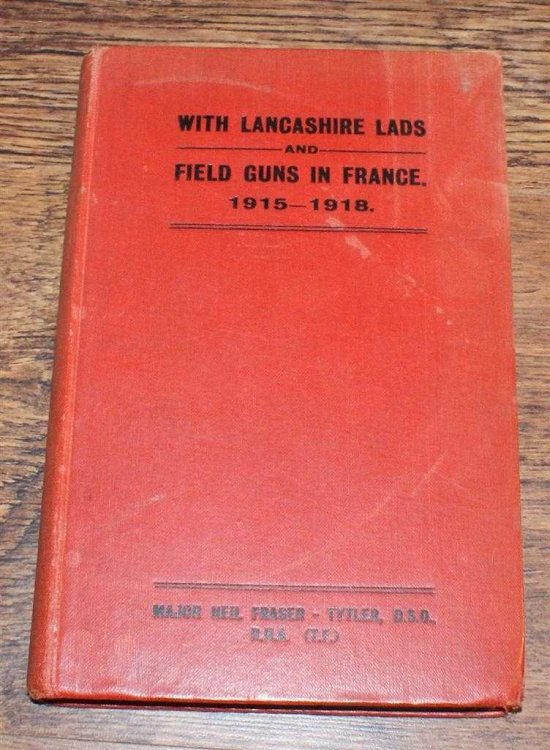 WITH LANCASHIRE LADS
AND
FIELD GUNS IN FRANCE.
1915—1918.
MAJOR NEIL FRASER - TYTLER, D.S.O.,
R.H.A. (T.F.)